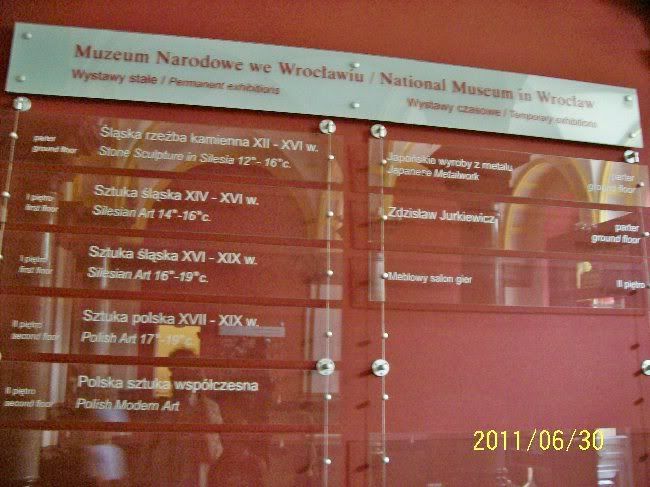 Muzeum Narodowe we Wrocławiu / National Museum in Wrocław
Wystawy stałe / Permanent exhibitions
Wystawy czasowe / Temporary exhibitions
parter
ground floor
Śląska rzeźba kamienna XII - XVI w.
Stone Sculpture in Silesia 12th - 16th c.
I piętro
first floor
Sztuka śląska XIV - XVI w.
Silesian Art 14th -16th c.
I piętro
first floor
Sztuka śląska XVI - XIX w.
Silesian Art 16th -19th c.
II piętro
second floor
Sztuka polska XVII - XIX w.
Polish Art 17th -19th c.
II piętro
second floor
Polska sztuka współczesna
Polish Modern Art
Japońskie wyroby z metalu
Japanese Metalwork
parter
ground floor
Zdzisław Jurkiewicz
parter
ground floor
Meblowy salon gier
II piętro
2011/06/30